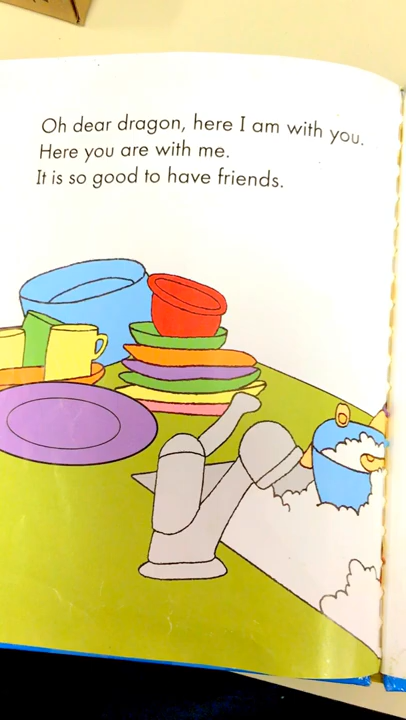 Oh dear dragon, here I am with you.
Here you are with me.
It is so good to have friends.